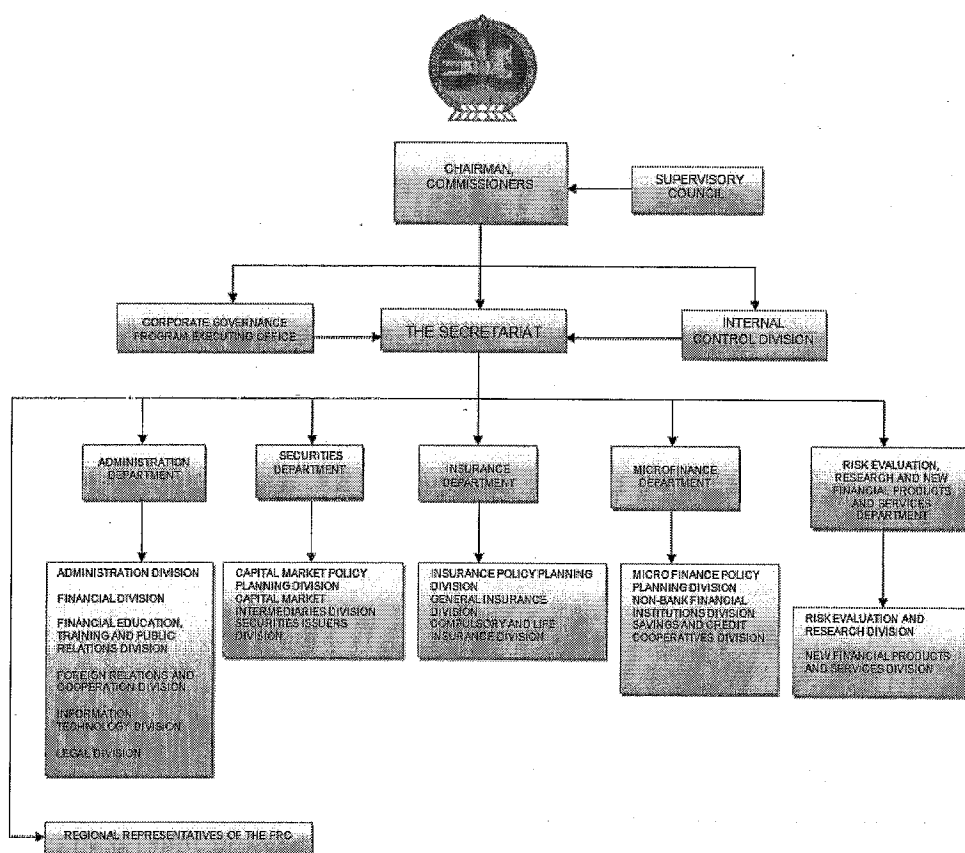 CHAIRMAN,
COMMISSIONERS
SUPERVISORY
COUNCIL
CORPORATE GOVERNANCE
PROGRAM EXECUTING OFFICE
THE SECRETARIAT
INTERNAL
CONTROL DIVISION
ADMINISTRATION
DEPARTMENT
SECURITIES
DEPARTMENT
INSURANCE
DEPARTMENT
MICROFINANCE
DEPARTMENT
RISK EVALUATION,
RESEARCH AND NEW
FINANCIAL PRODUCTS
AND SERVICES
DEPARTMENT
ADMINISTRATION DIVISION
FINANCIAL DIVISION
FINANCIAL EDUCATION,
TRAINING AND PUBLIC
RELATIONS DIVISION
FOREIGN RELATIONS AND
COOPERATION DIVISION
INFORMATION
TECHNOLOGY DIVISION
LEGAL DIVISION
CAPITAL MARKET POLICY
PLANNING DIVISION
CAPITAL MARKET
INTERMEDIARIES DIVISION
SECURITIES ISSUERS
DIVISION
INSURANCE POLICY PLANNING
DIVISION
GENERAL INSURANCE
DIVISION
COMPULSORY AND LIFE
INSURANCE DIVISION
MICRO FINANCE POLICY
PLANNING DIVISION
NON-BANK FINANCIAL
INSTITUTIONS DIVISION
SAVINGS AND CREDIT
COOPERATIVES DIVISION
RISK EVALUATION AND
RESEARCH DIVISION
NEW FINANCIAL PRODUCTS
AND SERVICES DIVISION
REGIONAL REPRESENTATIVES OF THE FRC